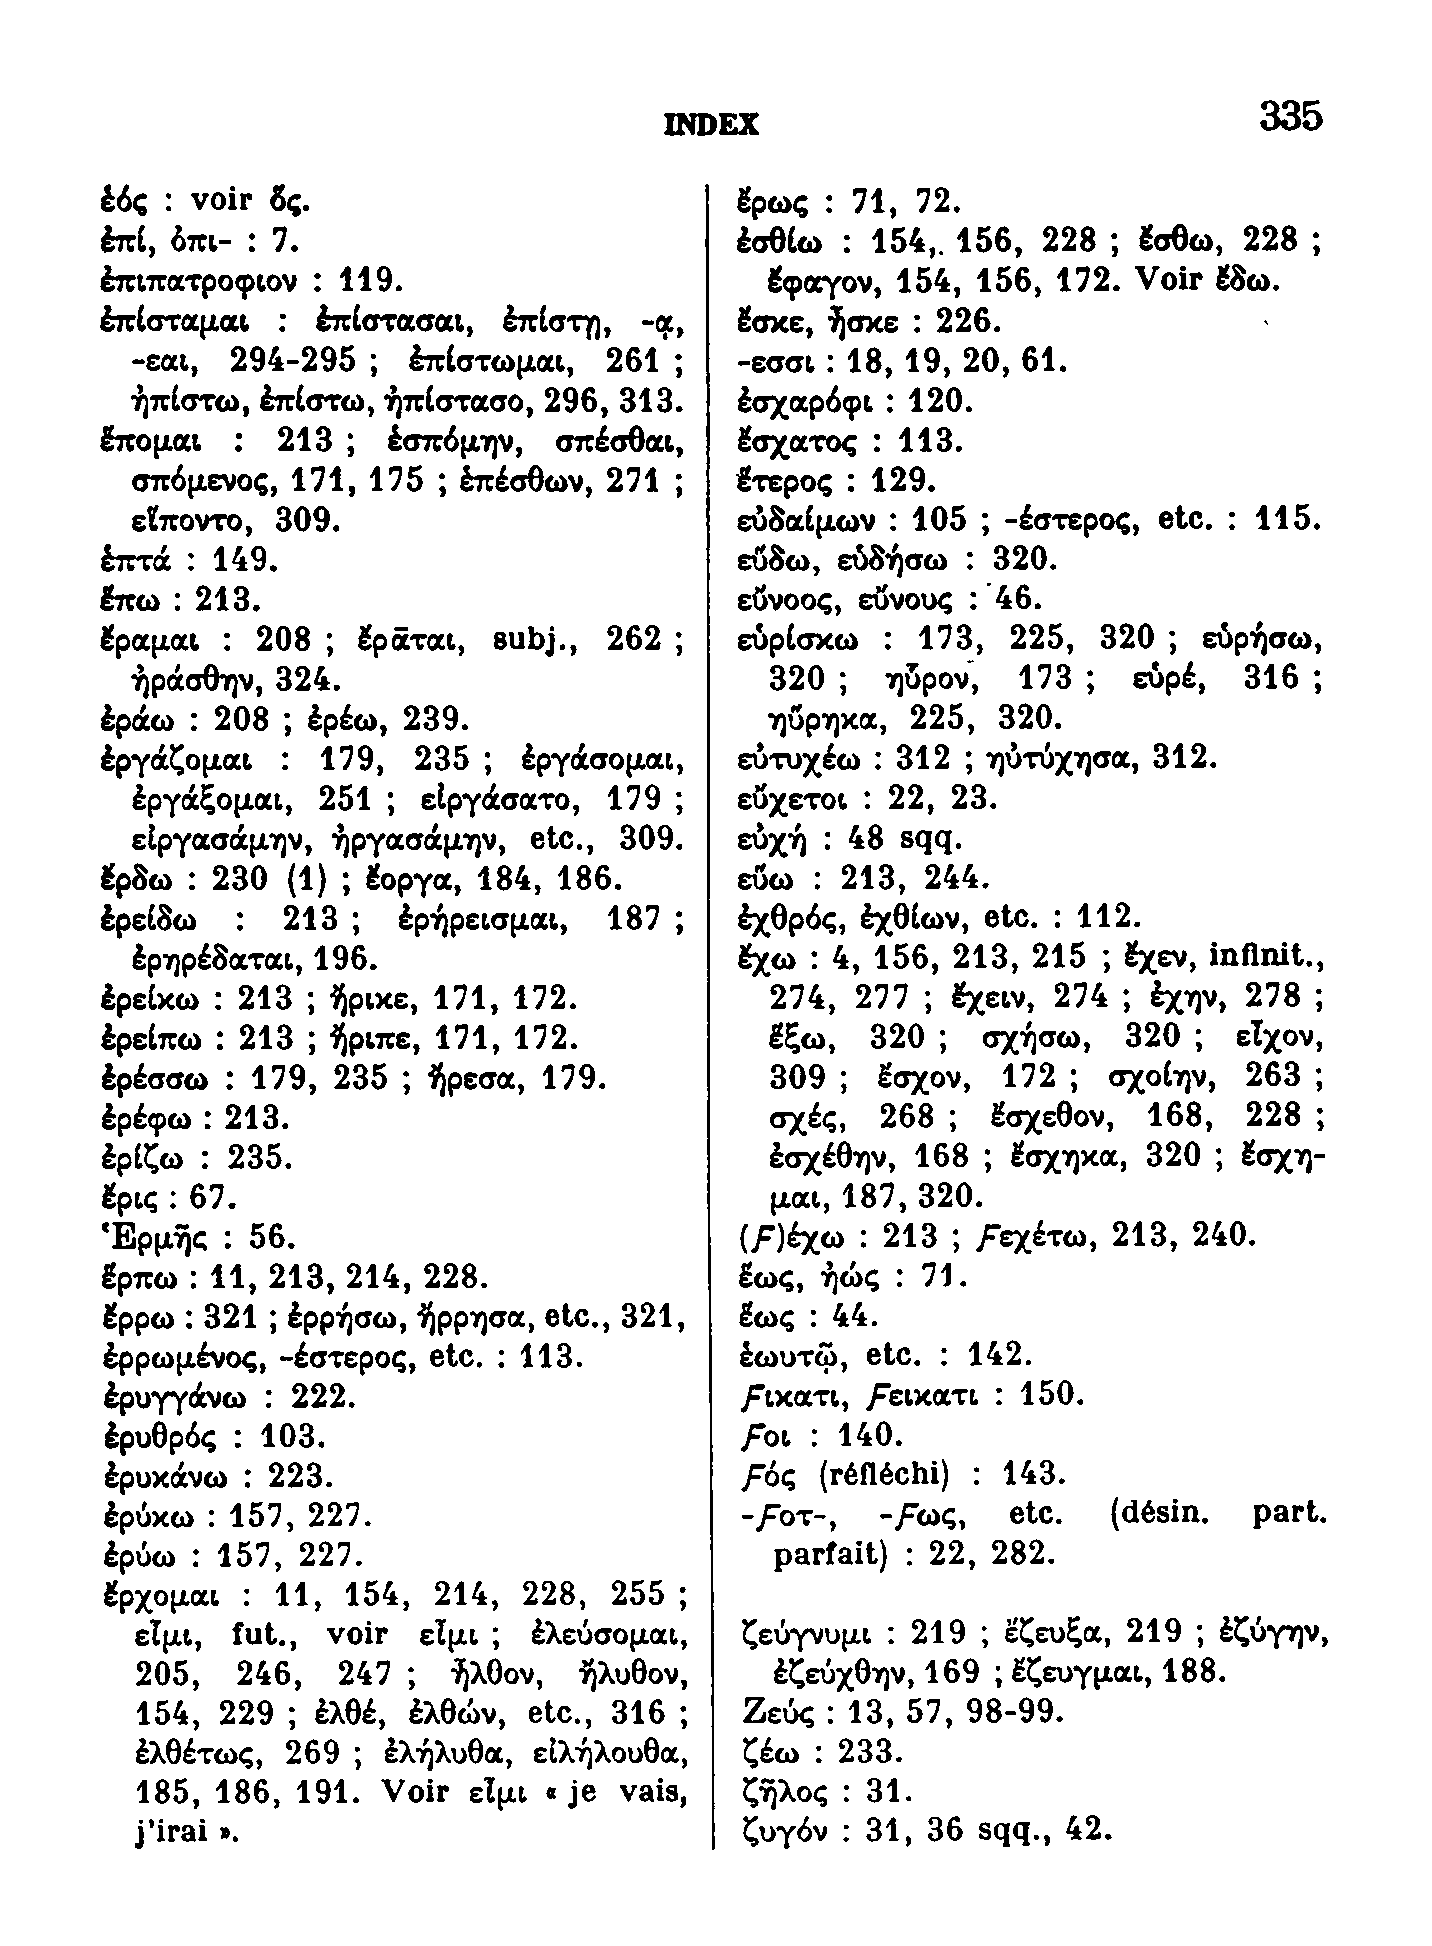 INDEX 335
ἑός : voir ὅς.
ἐπί, ὀπι- : 7.
ἐπιπατροφιον : 119.
ἐπίσταμαι : ἐπίστασαι, ἐπίστῃ, -ᾳ,
-εαι, 294-295 ; ἐπίστωμαι, 261 ;
ἠπίστω, ἐπίστω, ἠπίστασο, 296, 313.
ἕπομαι : 213 ; ἑσπόμην, σπέσθαι,
σπόμενος, 171, 175 ; ἑπέσθων, 271 ;
εἵποντο, 309.
ἑπτά : 149.
ἕπω : 213.
ἔραμαι : 208 ; ἔρᾱται, subj., 262 ;
ἠράσθην, 324.
ἐράω : 208 ; ἐρέω, 239.
ἐργάζομαι : 179, 235 ; ἐργάσομαι,
ἐργάξομαι, 251 ; εἰργάσατο, 179 ;
εἰργασάμην, ἠργασάμην, etc., 309.
ἔρδω : 230 (1) ; ἔοργα, 184, 186.
ἐρείδω : 213 ; ἐρήρεισμαι, 187 ;
ἐρηρέδαται, 196.
ἐρείκω : 213 ; ἤρικε, 171, 172.
ἐρείπω : 213 ; ἤριπε, 171, 172.
ἐρέσσω : 179, 235 ; ἤρεσα, 179.
ἐρέφω : 213.
ἐρίζω : 235.
ἔρις : 67.
Ἑρμῆς : 56.
ἕρπω : 11, 213, 214, 228.
ἔρρω : 321 ; ἐρρήσω, ἤρρησα, etc., 321,
ἐρρωμένος, -έστερος, etc. : 113.
ἐρυγγάνω : 222.
ἐρυθρός : 103.
ἐρυκάνω : 223.
ἐρύκω : 157, 227.
ἐρύω : 157, 227.
ἔρχομαι : 11, 154, 214, 228, 255 ;
εἶμι, fut., voir εἶμι ; ἐλεύσομαι,
205, 246, 247 ; ἦλθον, ἤλυθον,
154, 229 ; ἐλθέ, ἐλθών, etc., 316 ;
ἐλθέτως, 269 ; ἐλήλυθα, εἰλήλουθα,
185, 186, 191. Voir εἶμι « je vais,
j'irai ».
ἔρως : 71, 72.
ἐσθίω : 154,. 156, 228 ; ἔσθω, 228 ;
ἔφαγον, 154, 156, 172. Voir ἔδω.
ἔσκε, ἦσκε : 226.
-εσσι : 18, 19, 20, 61.
ἐσχαρόφι : 120.
ἔσχατος : 113.
ἕτερος : 129.
εὐδαίμων : 105 ; -έστερος, etc. : 115.
εὕδω, εὑδήσω : 320.
εὔνοος, εὔνους : 46.
εὑρίσκω : 173, 225, 320 ; εὑρήσω,
320 ; ηὗρον, 173 ; εὑρέ, 316 ;
ηὕρηκα, 225, 320.
εὐτυχέω : 312 ; ηὐτύχησα, 312.
εὔχετοι : 22, 23.
εὐχή : 48 sqq.
εὕω : 213, 244.
ἐχθρός, ἐχθίων, etc. : 112.
ἔχω : 4, 156, 213, 215 ; ἔχεν, infinit.,
274, 277 ; ἔχειν, 274 ; ἐχην, 278 ;
ἕξω, 320 ; σχήσω, 320 ; εἶχον,
309 ; ἔσχον, 172 ; σχοίην, 263 ;
σχές, 268 ; ἔσχεθον, 168, 228 ;
ἐσχέθην, 168 ; ἔσχηκα, 320 ; ἔσχη-
μαι, 187, 320.
(ϝ)έχω : 213 ; ϝεχέτω, 213, 240.
ἕως, ἠώς : 71.
ἕως : 44.
ἑωυτῷ, etc. : 142.
ϝικατι, ϝεικατι : 150.
ϝοι : 140.
ϝός (réfléchi) : 143.
-ϝοτ-, -ϝως, etc. (désin. part.
parfait) : 22, 282.
ζεύγνυμι : 219 ; ἔζευξα, 219 ; ἐζύγην,
ἐζεύχθην, 169 ; ἔζευγμαι, 188.
Ζεύς : 13, 57, 98-99.
ζέω : 233.
ζῆλος : 31.
ζυγόν : 31, 36 sqq., 42.